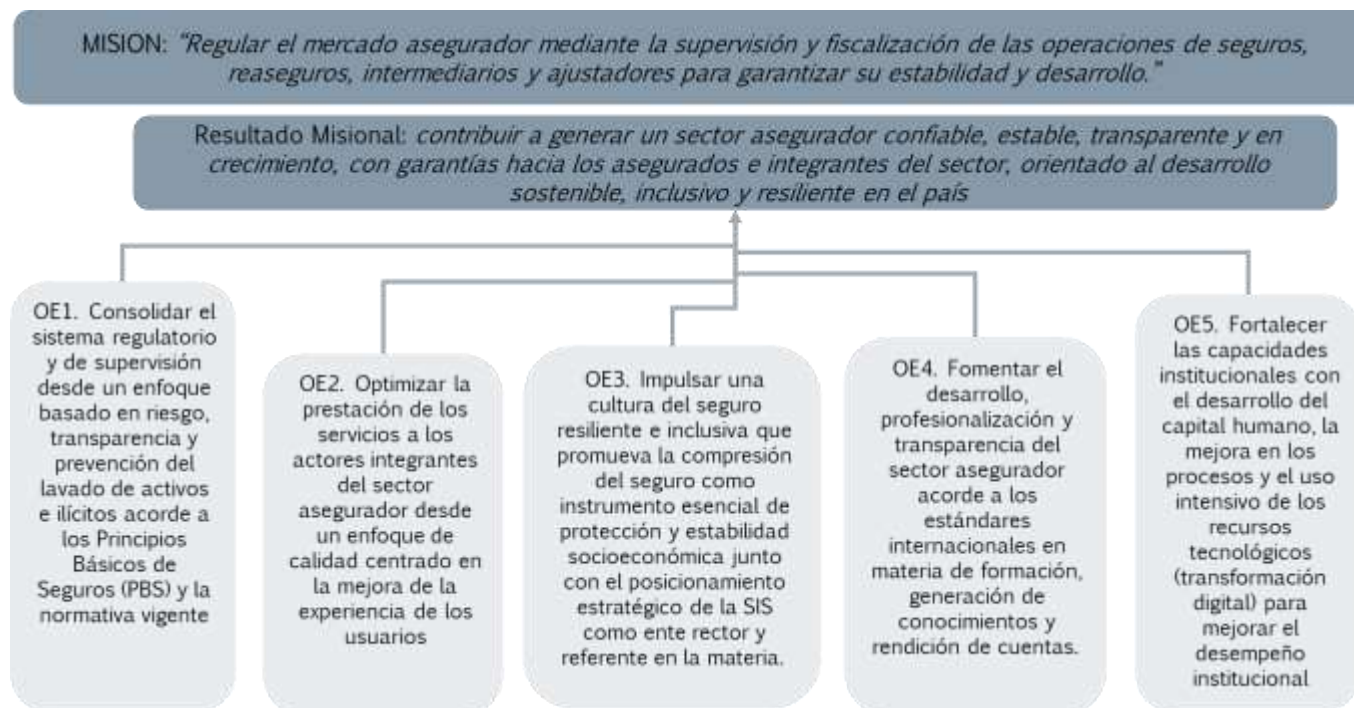 MISION: "Regular el mercado asegurador mediante la supervisión y fiscalización de las operaciones de seguros,
reaseguros, intermediarios y ajustadores para garantizar su estabilidad y desarrollo."
Resultado Misional: contribuir a generar un sector asegurador confiable, estable, transparente y en
crecimiento, con garantías hacia los asegurados e integrantes del sector, orientado al desarrollo
sostenible, inclusivo y resiliente en el país
OE1. Consolidar el
sistema regulatorio
y de supervisión
desde un enfoque
basado en riesgo,
transparencia y
prevención del
lavado de activos
e ilícitos acorde a
los Principios
Básicos de
Seguros (PBS) y la
normativa vigente
OE2. Optimizar la
prestación de los
servicios a los
actores integrantes
del sector
asegurador desde
un enfoque de
calidad centrado en
la mejora de la
experiencia de los
usuarios
OE3. Impulsar una
cultura del seguro
resiliente e inclusiva que
promueva la compresión
del seguro como
instrumento esencial de
protección y estabilidad
socioeconómica junto
con el posicionamiento
estratégico de la SIS
como ente rector y
referente en la materia.
OE4. Fomentar el
desarrollo,
profesionalización y
transparencia del
sector asegurador
acorde a los
estándares
internacionales en
materia de formación,
generación de
conocimientos y
rendición de cuentas.
OE5. Fortalecer
las capacidades
institucionales con
el desarrollo del
capital humano, la
mejora en los
procesos y el uso
intensivo de los
recursos
tecnológicos
(transformación
digital) para
mejorar el
desempeño
institucional